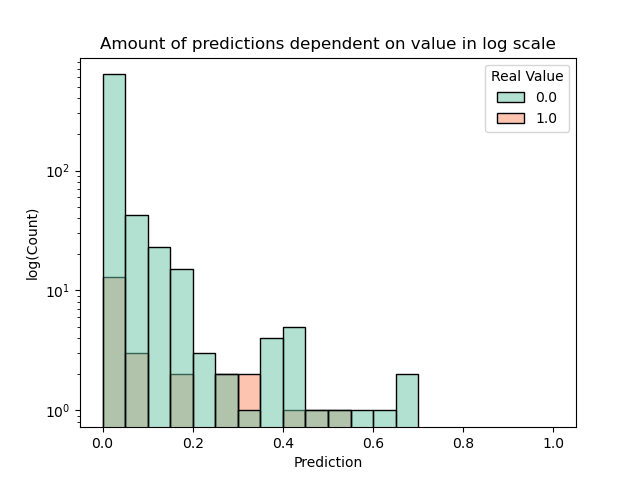 Amount of predictions dependent on value in log scale
Real Value
0.0
1.0
log(Count)
10²
10¹
10⁰
0.0 0.2 0.4 0.6 0.8 1.0
Prediction